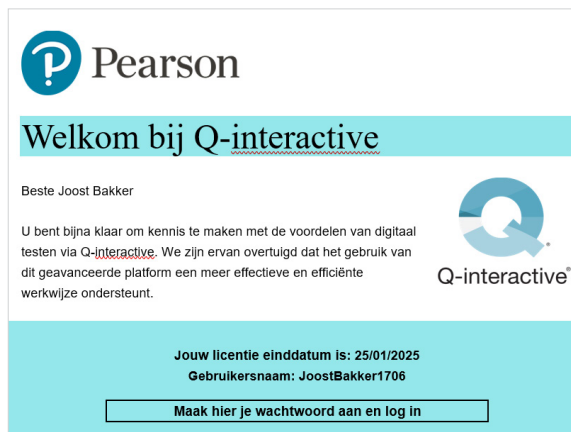 Pearson
Welkom bij Q-interactive
Beste Joost Bakker
U bent bijna klaar om kennis te maken met de voordelen van digitaal
testen via Q-interactive. We zijn ervan overtuigd dat het gebruik van
dit geavanceerde platform een meer effectieve en efficiënte
werkwijze ondersteunt.
Q-interactive®
Jouw licentie einddatum is: 25/01/2025
Gebruikersnaam: JoostBakker1706
Maak hier je wachtwoord aan en log in